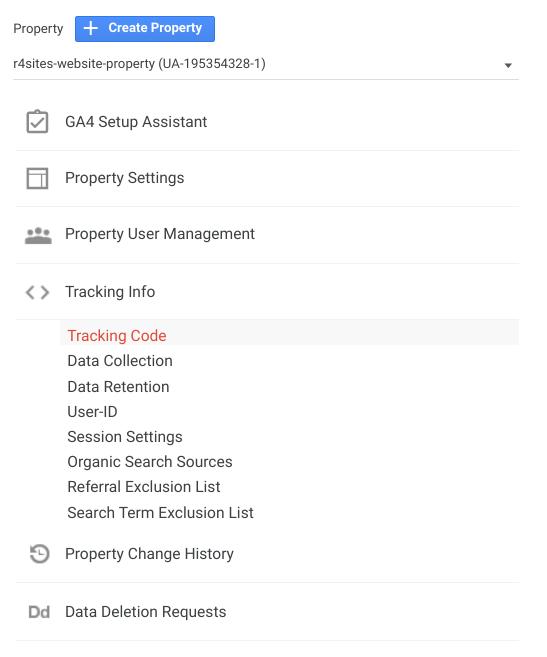 Property
Create Property
r4sites-website-property (UA-195354328-1)
GA4 Setup Assistant
Property Settings
Property User Management
Tracking Info
Tracking Code
Data Collection
Data Retention
User-ID
Session Settings
Organic Search Sources
Referral Exclusion List
Search Term Exclusion List
Property Change History
Dd Data Deletion Requests